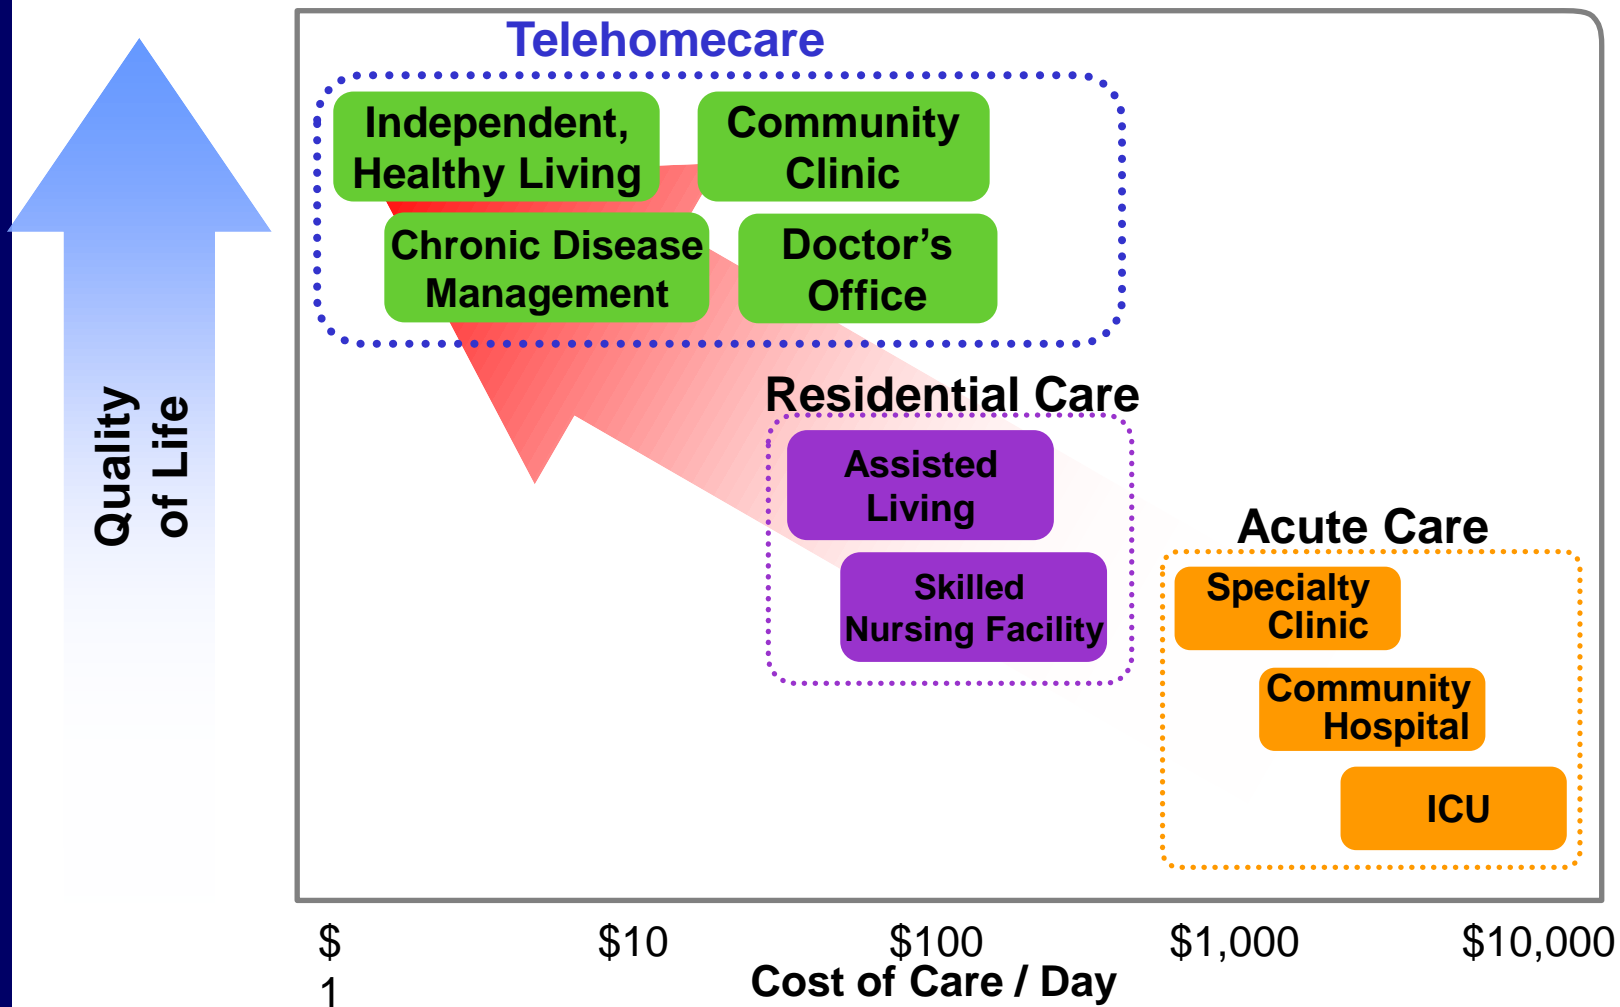 Telehomecare
Independent,
Healthy Living
Community
Clinic
Chronic Disease
Management
Doctor’s
Office
Quality
of Life
Residential Care
Assisted
Living
Skilled
Nursing Facility
Acute Care
Specialty
Clinic
Community
Hospital
ICU
$
1
$10
$100
$1,000
$10,000
Cost of Care / Day